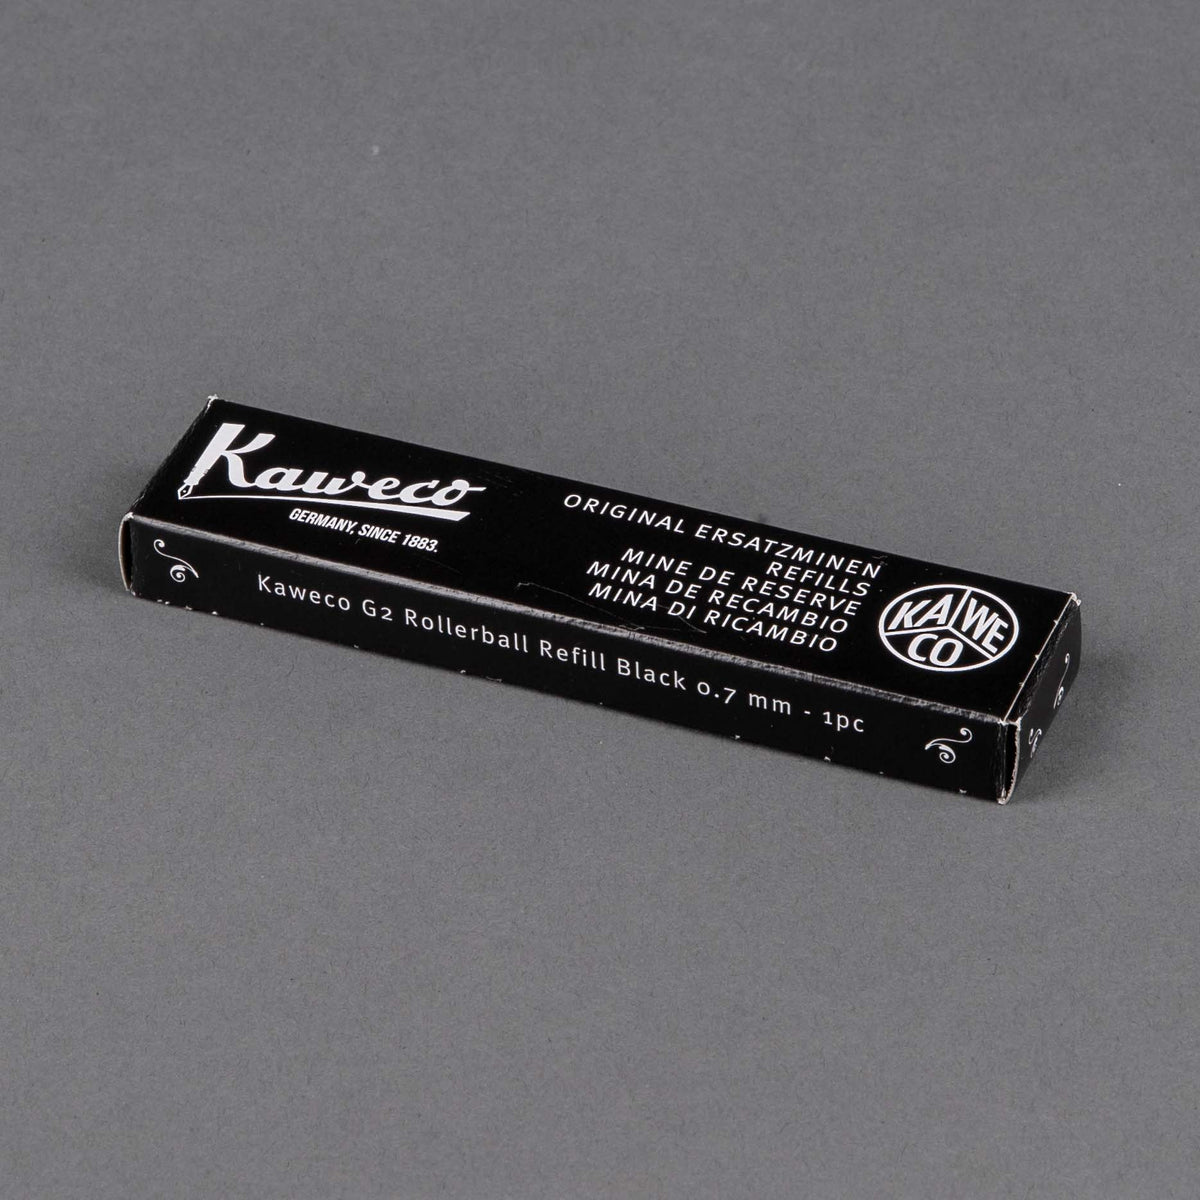 Kaweco
GERMANY, SINCE 1883.
ORIGINAL ERSATZMINEN
REFILLS
MINE DE RESERVE
MINA DE RECAMBIO
MINA DI RICAMBIO
KA WE
CO
Kaweco G2 Rollerball Refill Black 0.7 mm - 1pc